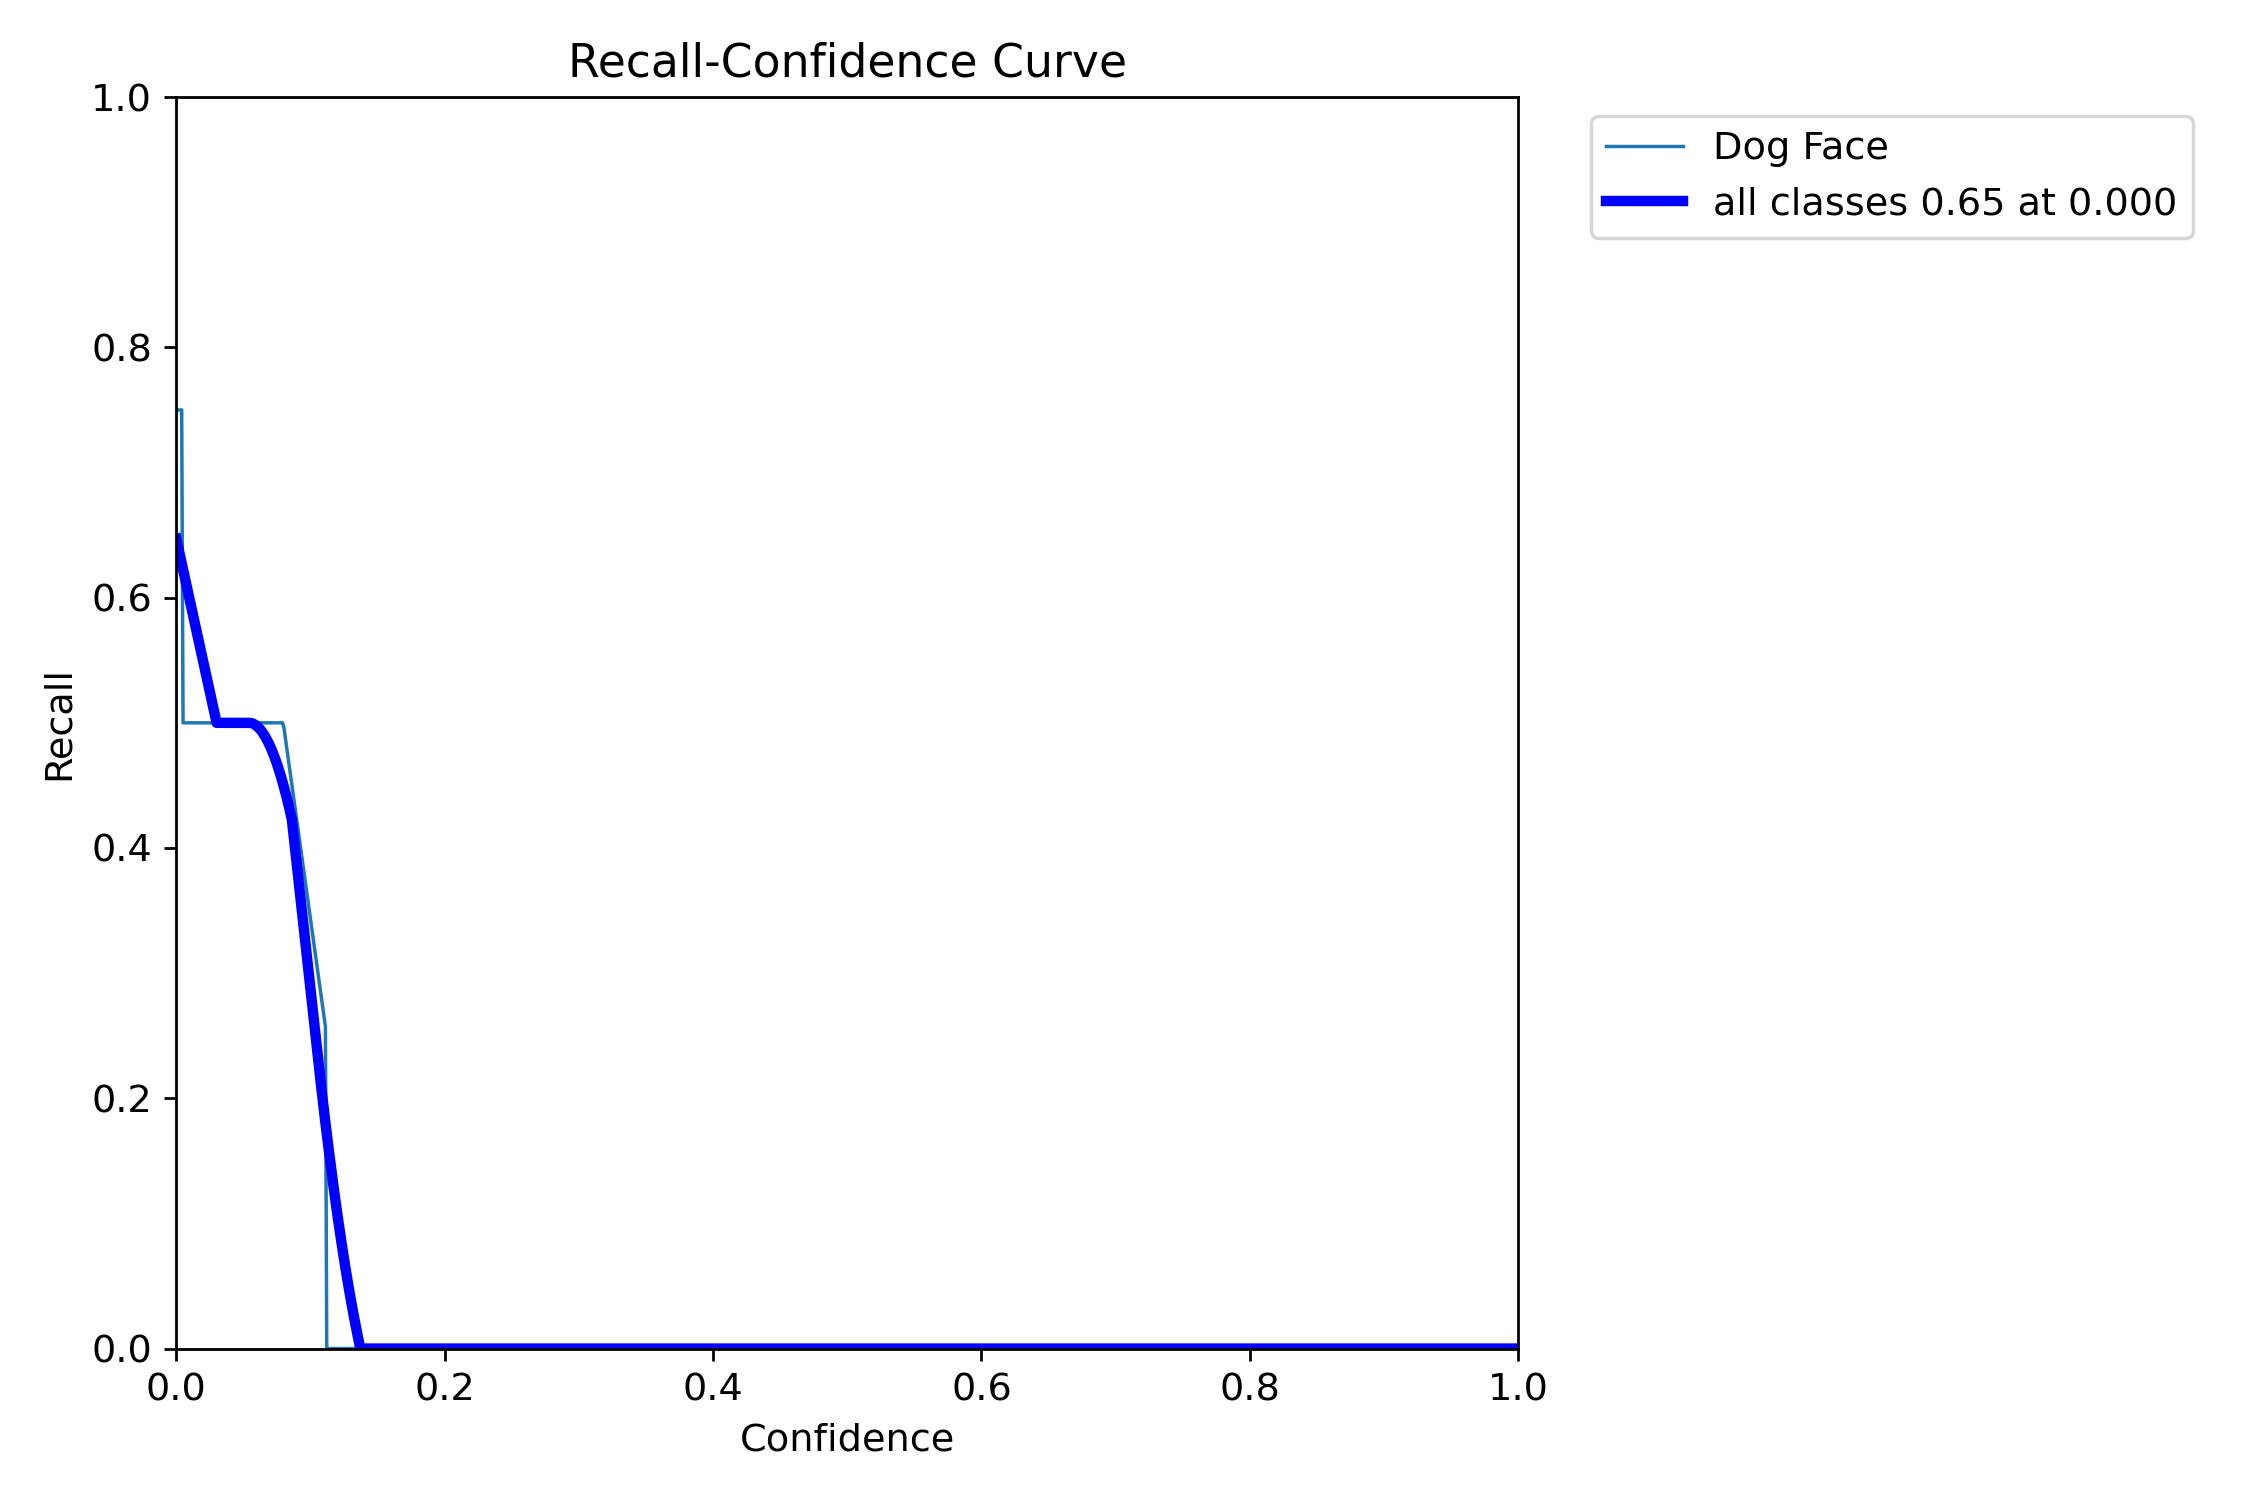 Recall-Confidence Curve
1.0
0.8
0.6
0.4
0.2
0.0
Recall
0.0 0.2 0.4 0.6 0.8 1.0
Confidence
Dog Face
all classes 0.65 at 0.000